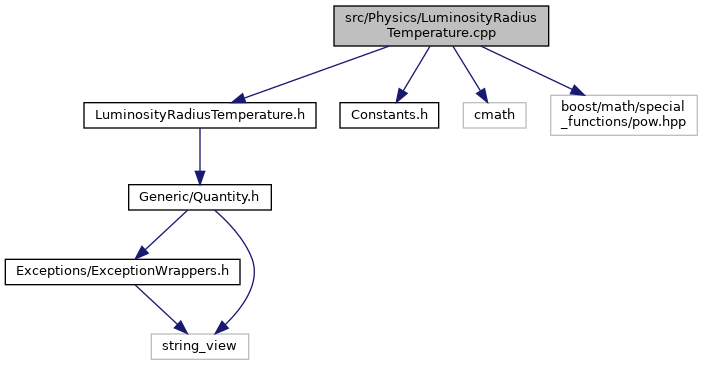 src/Physics/LuminosityRadius
Temperature.cpp
LuminosityRadiusTemperature.h
Constants.h
cmath
boost/math/special
_functions/pow.hpp
Generic/Quantity.h
Exceptions/ExceptionWrappers.h
string_view